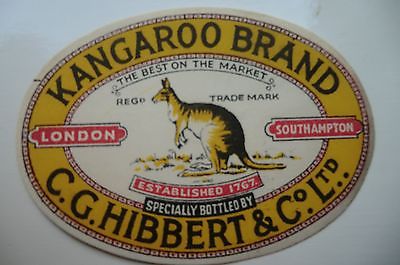 KANGAROO BRAND
THE BEST ON THE MARKET
REGD TRADE MARK
LONDON
SOUTHAMPTON
ESTABLISHED 1767.
SPECIALLY BOTTLED BY
C.G. HIBBERT & CO. LTD.